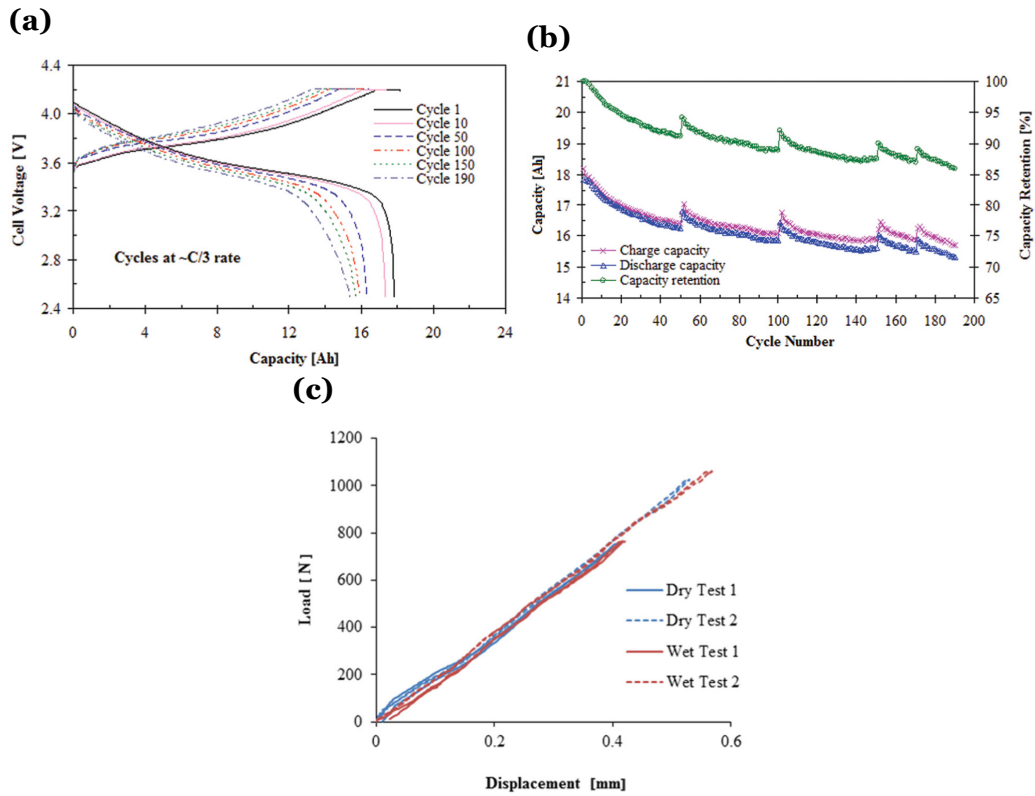 (a)
4.4
4.0
3.6
3.2
2.8
2.4
Cell Voltage [V]
Cycle 1
Cycle 10
Cycle 50
Cycle 100
Cycle 150
Cycle 190
Cycles at ~C/3 rate
0 4 8 12 16 20 24
Capacity [Ah]
(b)
21
20
19
18
17
16
15
14
Capacity [Ah]
100
95
90
85
80
75
70
65
Capacity Retention [%]
Charge capacity
Discharge capacity
Capacity retention
0 20 40 60 80 100 120 140 160 180 200
Cycle Number
(c)
1200
1000
800
600
400
200
0
Load [N]
Dry Test 1
Dry Test 2
Wet Test 1
Wet Test 2
0 0.2 0.4 0.6
Displacement [mm]